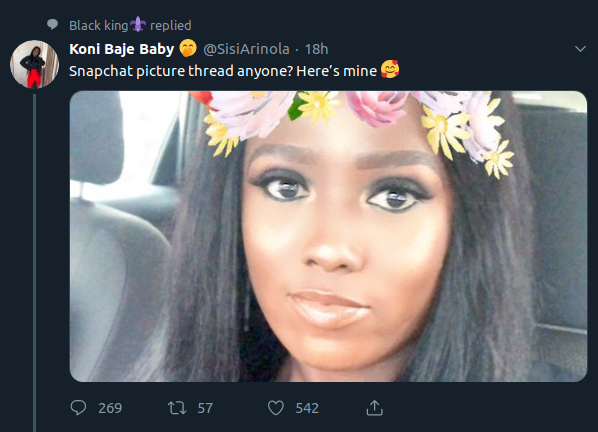 Black king⚜ replied
Koni Baje Baby 🤭 @SisiArinola · 18h
Snapchat picture thread anyone? Here’s mine 🥰
269 57 542